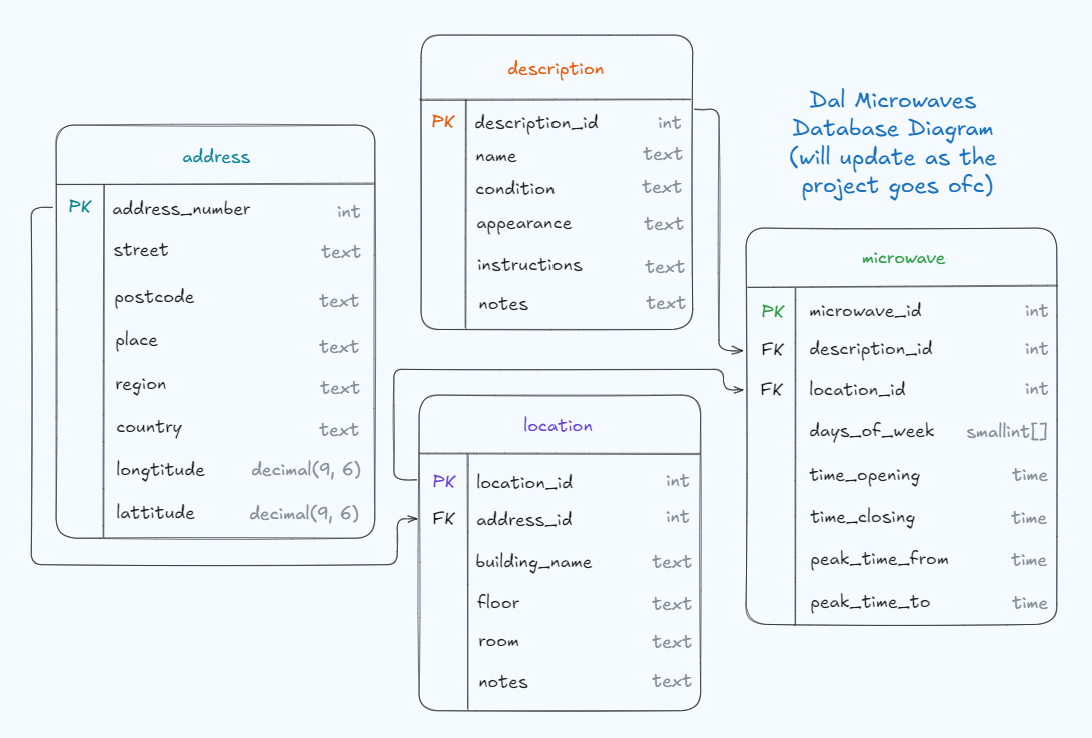 description
PK description_id int
name text
condition text
appearance text
instructions text
notes text
Dal Microwaves
Database Diagram
(will update as the
project goes ofc)
address
PK address_number int
street text
postcode text
place text
region text
country text
longtitude decimal(9, 6)
lattitude decimal(9, 6)
microwave
PK microwave_id int
FK description_id int
FK location_id int
days_of_week smallint[]
time_opening time
time_closing time
peak_time_from time
peak_time_to time
location
PK location_id int
FK address_id int
building_name text
floor text
room text
notes text